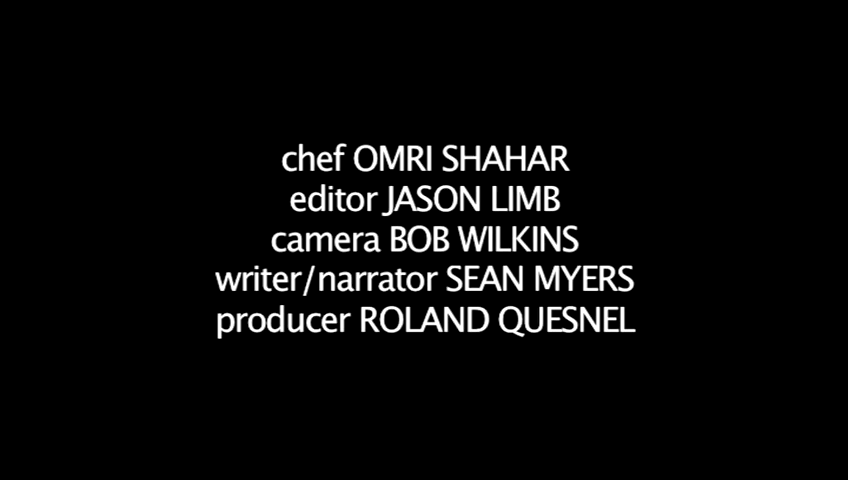 chef OMRI SHAHAR
editor JASON LIMB
camera BOB WILKINS
writer/narrator SEAN MYERS
producer ROLAND QUESNEL